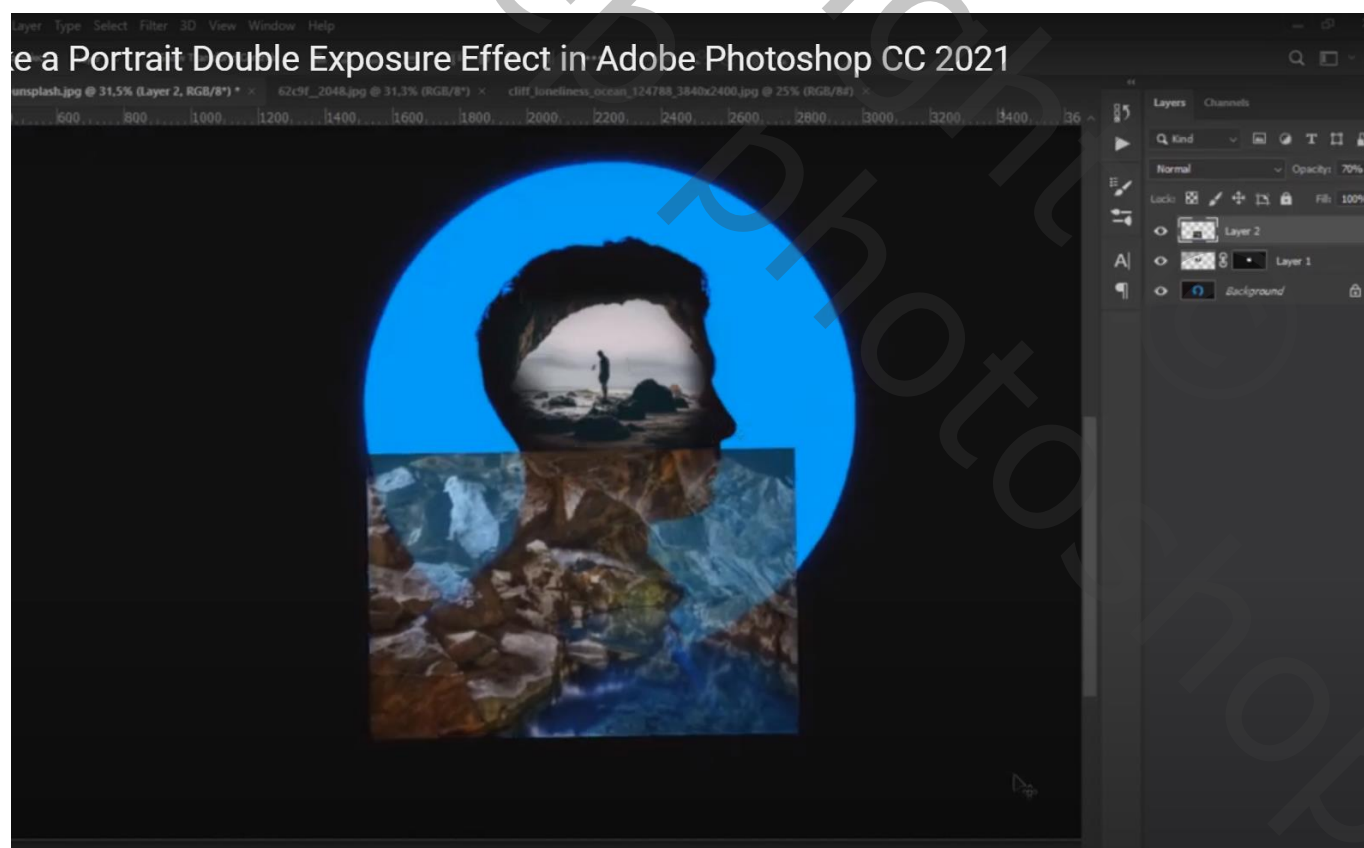 Layer Type Select Filter 3D View Window Help
e a Portrait Double Exposure Effect in Adobe Photoshop CC 2021
unsplash.jpg @ 31,5% (Layer 2, RGB/8*) * × 62c9f_2048.jpg @ 31,3% (RGB/8*) × cliff_loneliness_ocean_124788_3840x2400.jpg @ 25% (RGB/8#) ×
600 800 1000 1200 1400 1600 1800 2000 2200 2400 2600 2800 3000 3200 3400 36
Layers Channels
Kind
Normal Opacity: 70%
Lock: Fill: 100%
Layer 2
Layer 1
Background
photoshop